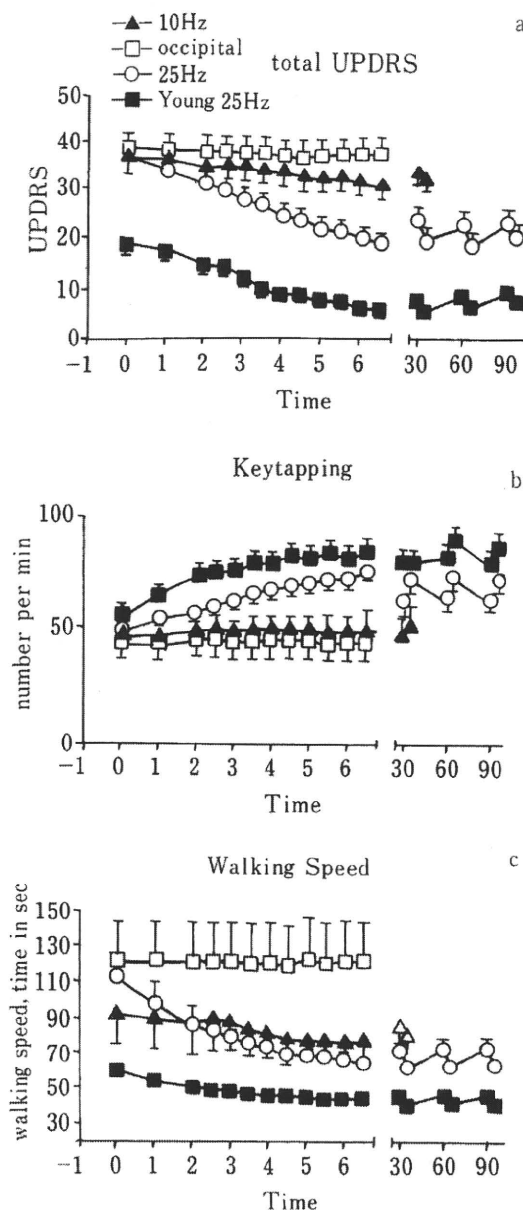 10Hz
a
occipital
25Hz
total UPDRS
Young 25Hz
50
40
30
20
10
0
UPDRS
−1 0 1 2 3 4 5 6 30 60 90
Time
Keytapping
b
100
50
0
number per min
−1 0 1 2 3 4 5 6 30 60 90
Time
Walking Speed
c
150
130
110
90
70
50
30
walking speed, time in sec
−1 0 1 2 3 4 5 6 30 60 90
Time